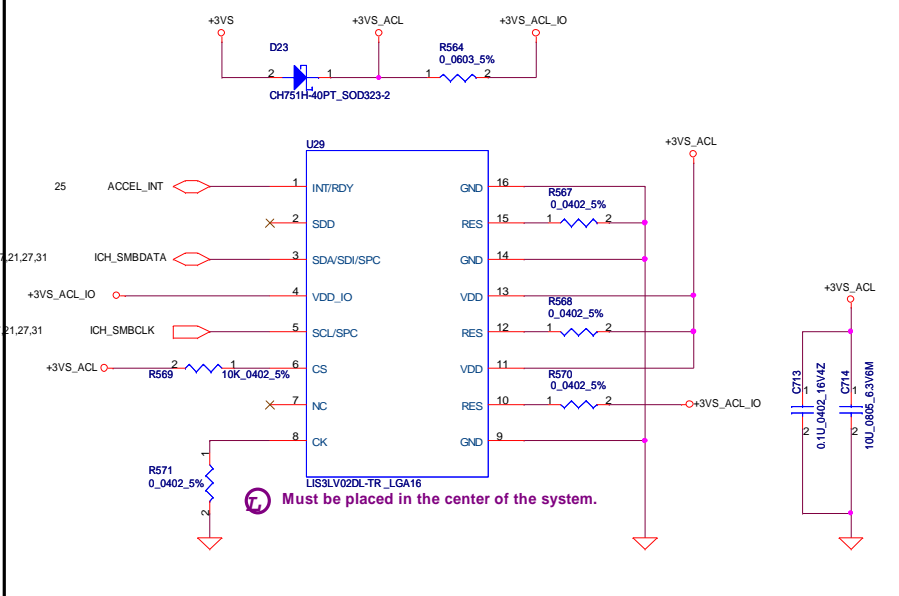 +3VS
+3VS_ACL
+3VS_ACL_IO
D23
R564
0_0603_5%
2
1
1
2
CH751H-40PT_SOD323-2
U29
+3VS_ACL
25 ACCEL_INT
1 INT/RDY
GND 16
R567
0_0402_5%
2 SDD
RES 15
1 2
,21,27,31 ICH_SMBDATA
3 SDA/SDI/SPC
GND 14
+3VS_ACL_IO
4 VDD_IO
VDD 13
+3VS_ACL
R568
0_0402_5%
21,27,31 ICH_SMBCLK
5 SCL/SPC
RES 12
1 2
+3VS_ACL
2 1
R569 10K_0402_5%
6 CS
VDD 11
R570
0_0402_5%
7 NC
RES 10
1 2
+3VS_ACL_IO
C713
1
2
0.1U_0402_16V4Z
C714
1
2
10U_0805_6.3V6M
8 CK
GND 9
1
R571
0_0402_5%
2
LIS3LV02DL-TR_LGA16
L Must be placed in the center of the system.